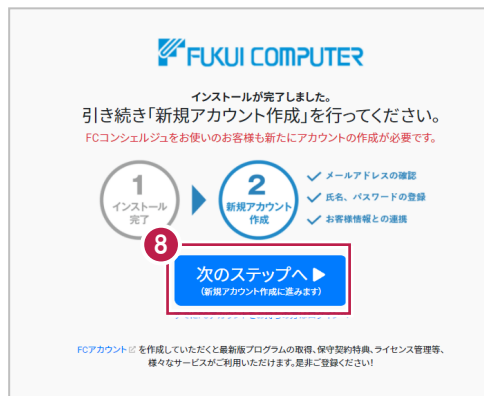 FUKUI COMPUTER
インストールが完了しました。
引き続き「新規アカウント作成」を行ってください。
FCコンシェルジュをお使いのお客様も新たにアカウントの作成が必要です。
1
インストール
完了
2
新規アカウント
作成
メールアドレスの確認
氏名、パスワードの登録
お客様情報との連携
8
次のステップへ▶
(新規アカウント作成に進みます)
FCアカウント を作成していただくと最新版プログラムの取得、保守契約特典、ライセンス管理等、
様々なサービスがご利用いただけます。是非ご登録ください!